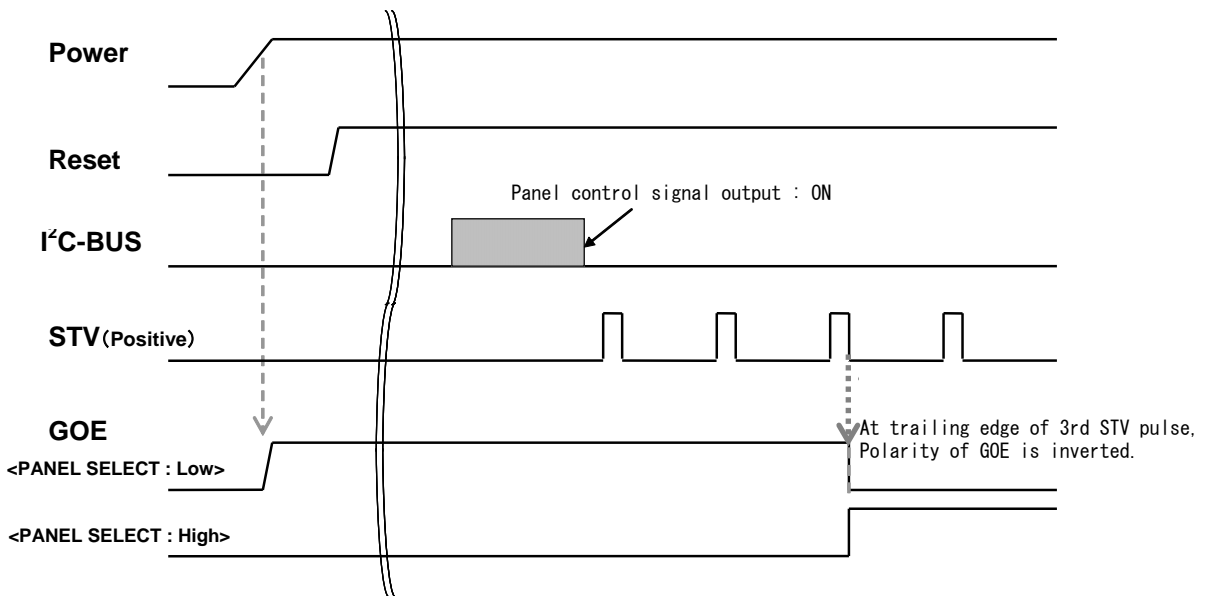 Power
Reset
Panel control signal output : ON
I²C-BUS
STV(Positive)
GOE
At trailing edge of 3rd STV pulse,
Polarity of GOE is inverted.
<PANEL SELECT : Low>
<PANEL SELECT : High>